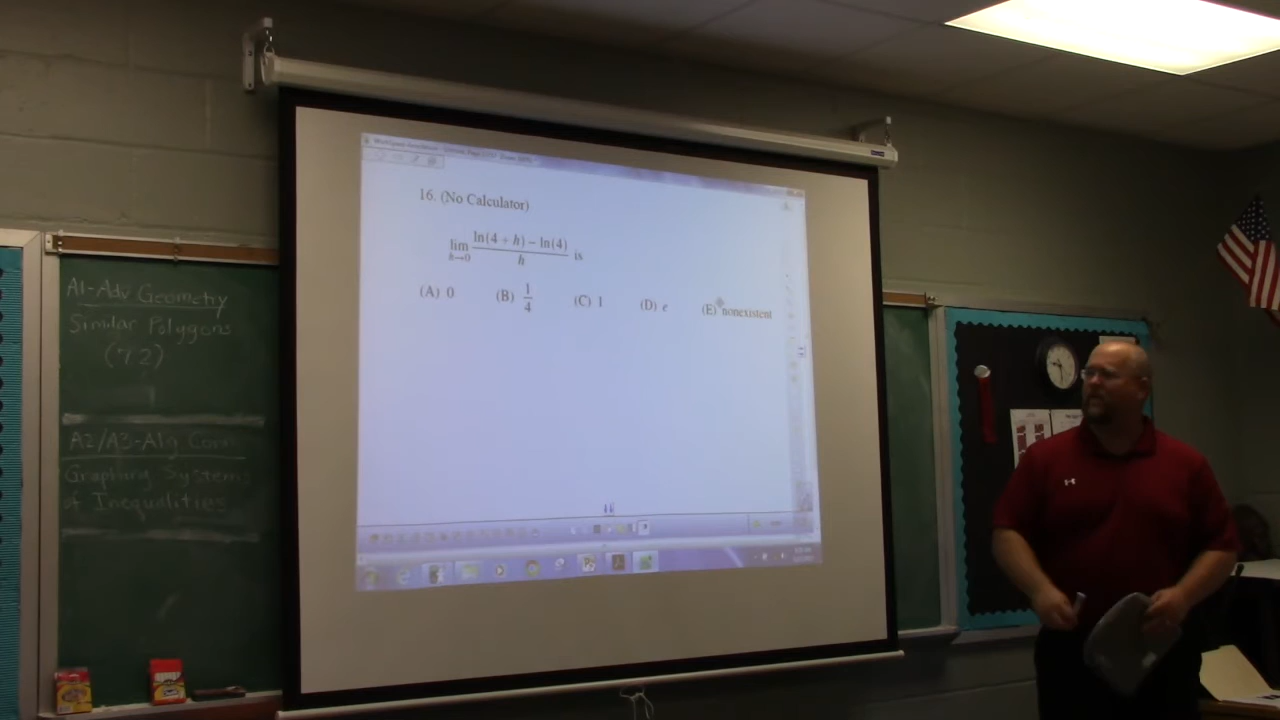 A1-Adv Geometry
Similar Polygons
(7.2)
A2/A3-Alg Conn
Graphing Systems
of Inequalities
16. (No Calculator)
lim h→0 ln(4 + h) − ln(4) / h is
(A) 0 (B) 1/4 (C) 1 (D) e (E) nonexistent